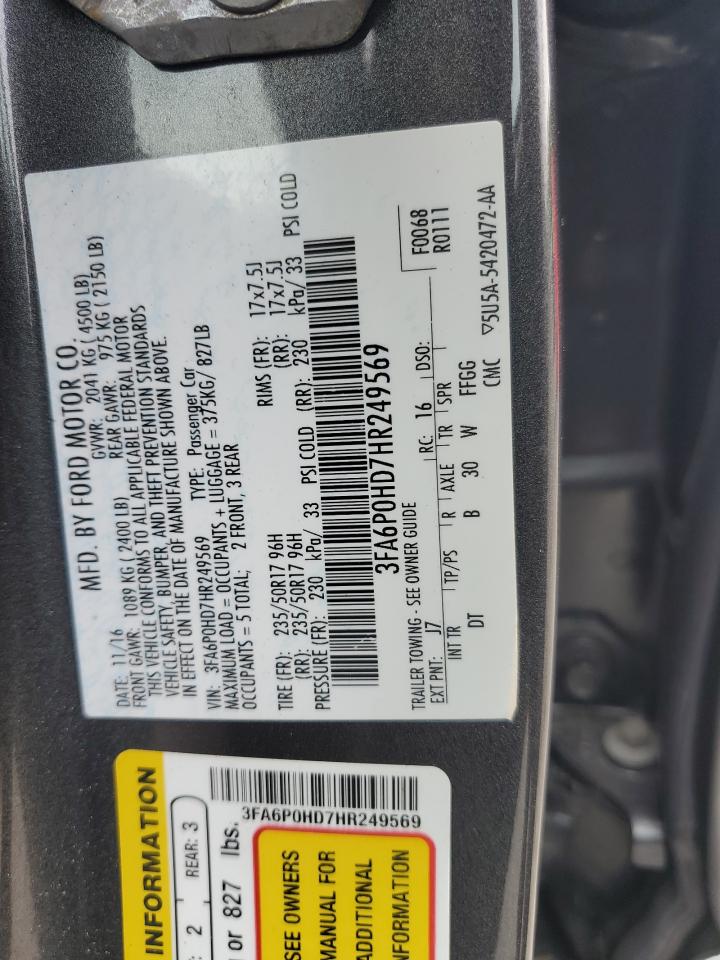 MFD. BY FORD MOTOR CO.
DATE: 11/16 GVWR: 2041 KG ( 4500 LB)
FRONT GAWR: 1089 KG ( 2400 LB) REAR GAWR: 975 KG ( 2150 LB)
THIS VEHICLE CONFORMS TO ALL APPLICABLE FEDERAL MOTOR
VEHICLE SAFETY, BUMPER, AND THEFT PREVENTION STANDARDS
IN EFFECT ON THE DATE OF MANUFACTURE SHOWN ABOVE.
VIN: 3FA6P0HD7HR249569 TYPE: Passenger Car
MAXIMUM LOAD = OCCUPANTS + LUGGAGE = 375KG/ 827LB
OCCUPANTS = 5 TOTAL; 2 FRONT, 3 REAR
TIRE (FR): 235/50R17 96H RIMS (FR): 17x7.5J
(RR): 235/50R17 96H (RR): 17x7.5J
PRESSURE (FR): 230 kPa/ 33 PSI COLD (RR): 230 kPa/ 33 PSI COLD
3FA6P0HD7HR249569
TRAILER TOWING - SEE OWNER GUIDE
F0068
R0111
EXT PNT: J7 RC: 16 DSO:
INT TR TP/PS R AXLE TR SPR
DT B 30 W FFGG
CMC ▽5U5A-5420472-AA
INFORMATION
: 2 REAR: 3
or 827 lbs.
3FA6P0HD7HR249569
SEE OWNERS
MANUAL FOR
ADDITIONAL
INFORMATION